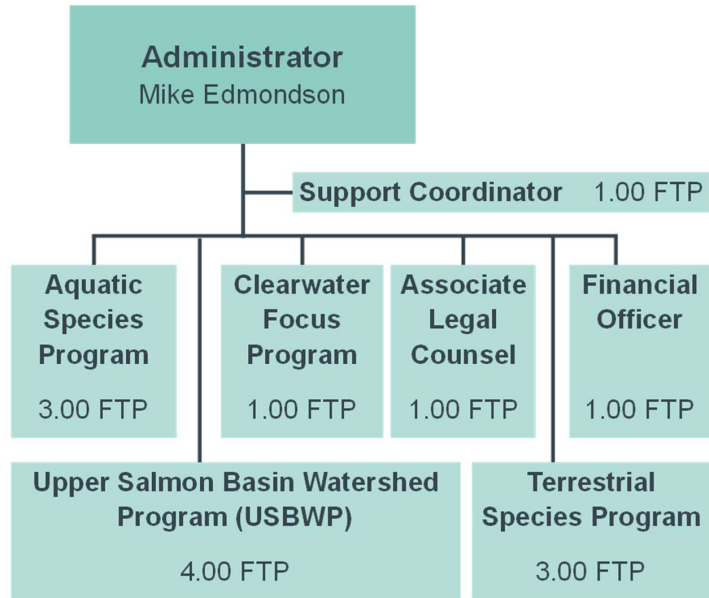 Administrator
Mike Edmondson
Support Coordinator 1.00 FTP
Aquatic
Species
Program
3.00 FTP
Clearwater
Focus
Program
1.00 FTP
Associate
Legal
Counsel
1.00 FTP
Financial
Officer
1.00 FTP
Upper Salmon Basin Watershed
Program (USBWP)
4.00 FTP
Terrestrial
Species Program
3.00 FTP